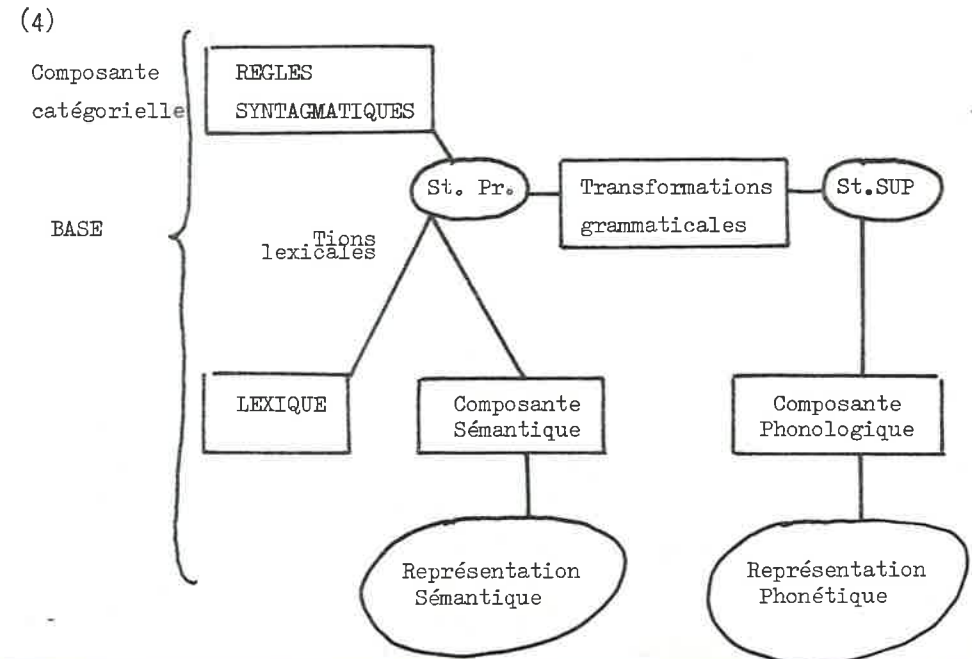 (4)
Composante
catégorielle
REGLES
SYNTAGMATIQUES
St. Pr.
Transformations
grammaticales
St.SUP
BASE
Tions
lexicales
LEXIQUE
Composante
Sémantique
Composante
Phonologique
Représentation
Sémantique
Représentation
Phonétique